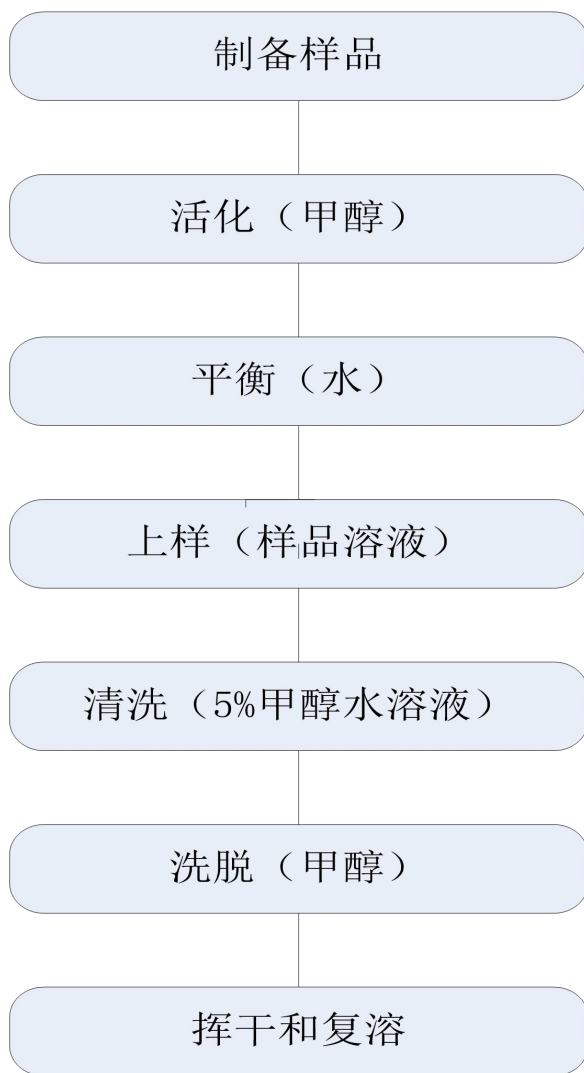 制备样品
活化（甲醇）
平衡（水）
上样（样品溶液）
清洗（5%甲醇水溶液）
洗脱（甲醇）
挥干和复溶